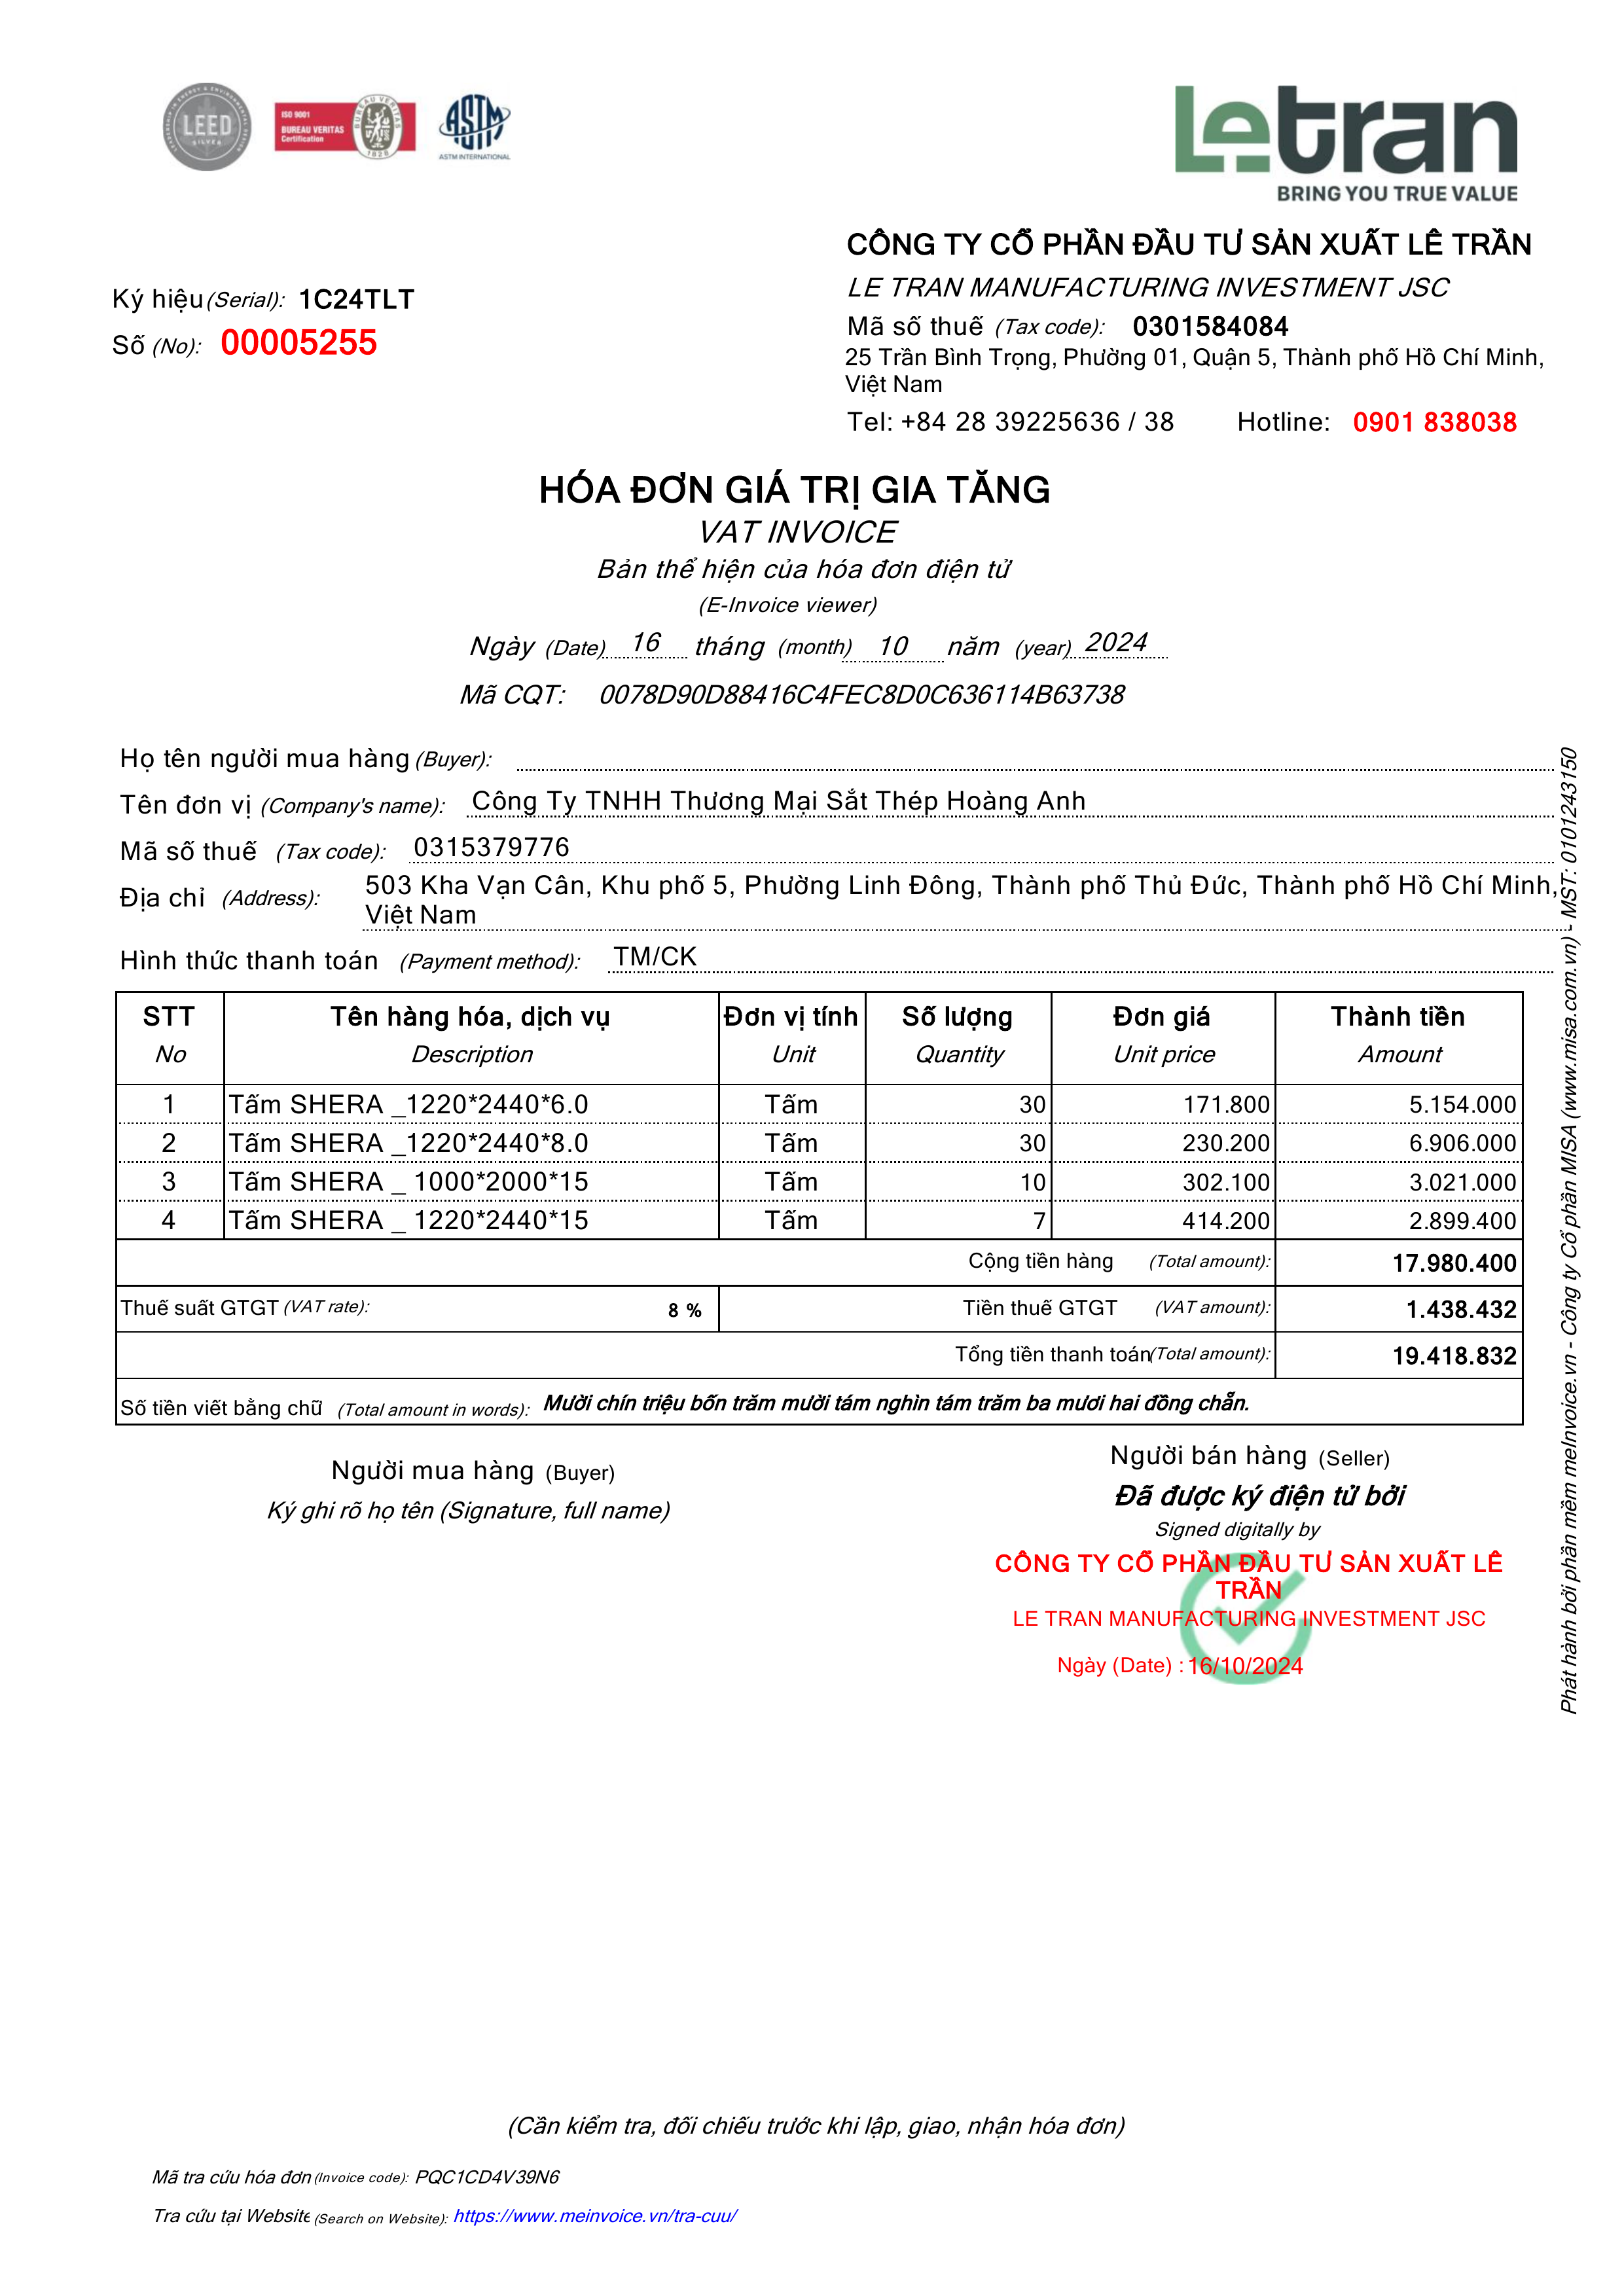 LEED
SILVER
ISO 9001
BUREAU VERITAS
Certification
BUREAU VERITAS
1828
ASTM
ASTM INTERNATIONAL
Letran
BRING YOU TRUE VALUE
CÔNG TY CỔ PHẦN ĐẦU TƯ SẢN XUẤT LÊ TRẦN
LE TRAN MANUFACTURING INVESTMENT JSC
Ký hiệu (Serial): 1C24TLT
Số (No): 00005255
Mã số thuế (Tax code): 0301584084
25 Trần Bình Trọng, Phường 01, Quận 5, Thành phố Hồ Chí Minh,
Việt Nam
Tel: +84 28 39225636 / 38 Hotline: 0901 838038
HÓA ĐƠN GIÁ TRỊ GIA TĂNG
VAT INVOICE
Bản thể hiện của hóa đơn điện tử
(E-Invoice viewer)
Ngày (Date) 16 tháng (month) 10 năm (year) 2024
Mã CQT: 0078D90D88416C4FEC8D0C636114B63738
Họ tên người mua hàng (Buyer):
Tên đơn vị (Company's name): Công Ty TNHH Thương Mại Sắt Thép Hoàng Anh
Mã số thuế (Tax code): 0315379776
Địa chỉ (Address): 503 Kha Vạn Cân, Khu phố 5, Phường Linh Đông, Thành phố Thủ Đức, Thành phố Hồ Chí Minh,
Việt Nam
Hình thức thanh toán (Payment method): TM/CK
STT Tên hàng hóa, dịch vụ Đơn vị tính Số lượng Đơn giá Thành tiền
No Description Unit Quantity Unit price Amount
1 Tấm SHERA _1220*2440*6.0 Tấm 30 171.800 5.154.000
2 Tấm SHERA _1220*2440*8.0 Tấm 30 230.200 6.906.000
3 Tấm SHERA _ 1000*2000*15 Tấm 10 302.100 3.021.000
4 Tấm SHERA _ 1220*2440*15 Tấm 7 414.200 2.899.400
Cộng tiền hàng (Total amount): 17.980.400
Thuế suất GTGT (VAT rate): 8 % Tiền thuế GTGT (VAT amount): 1.438.432
Tổng tiền thanh toán (Total amount): 19.418.832
Số tiền viết bằng chữ (Total amount in words): Mười chín triệu bốn trăm mười tám nghìn tám trăm ba mươi hai đồng chẵn.
Người mua hàng (Buyer)
Ký ghi rõ họ tên (Signature, full name)
Người bán hàng (Seller)
Đã được ký điện tử bởi
Signed digitally by
CÔNG TY CỔ PHẦN ĐẦU TƯ SẢN XUẤT LÊ
TRẦN
LE TRAN MANUFACTURING INVESTMENT JSC
Ngày (Date) : 16/10/2024
Phát hành bởi phần mềm meInvoice.vn - Công ty Cổ phần MISA (www.misa.com.vn) - MST: 0101243150
(Cần kiểm tra, đối chiếu trước khi lập, giao, nhận hóa đơn)
Mã tra cứu hóa đơn (Invoice code): PQC1CD4V39N6
Tra cứu tại Website (Search on Website): https://www.meinvoice.vn/tra-cuu/